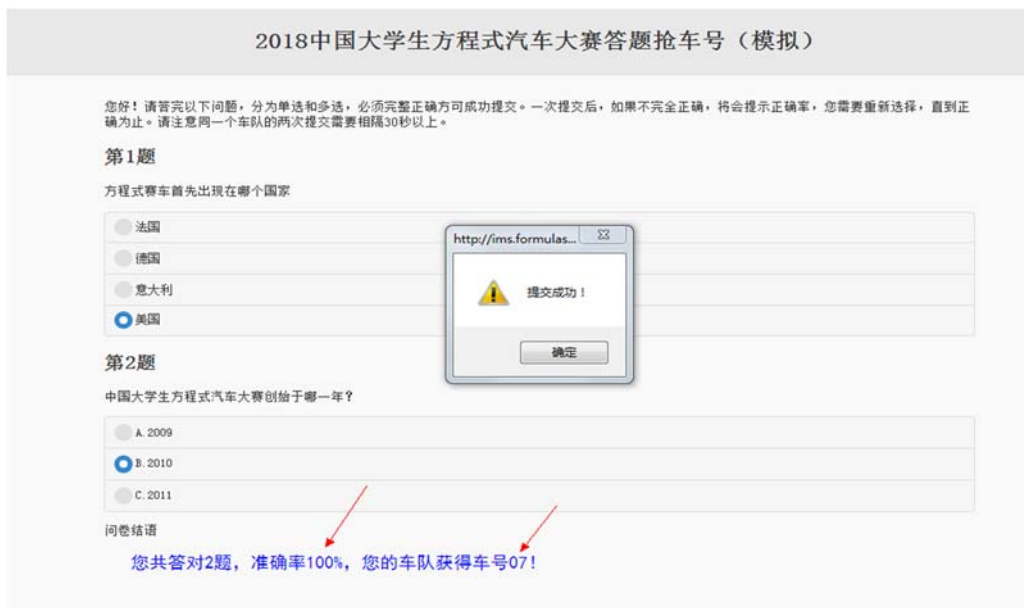 2018中国大学生方程式汽车大赛答题抢车号（模拟）
您好！请答完以下问题，分为单选和多选，必须完整正确方可成功提交。一次提交后，如果不完全正确，将会提示正确率，您需要重新选择，直到正
确为止。请注意同一个车队的两次提交需要相隔30秒以上。
第1题
方程式赛车首先出现在哪个国家
法国
德国
意大利
美国
http://ims.formulas...
提交成功！
确定
第2题
中国大学生方程式汽车大赛创始于哪一年？
A.2009
B.2010
C.2011
问卷结语
您共答对2题，准确率100%，您的车队获得车号07！